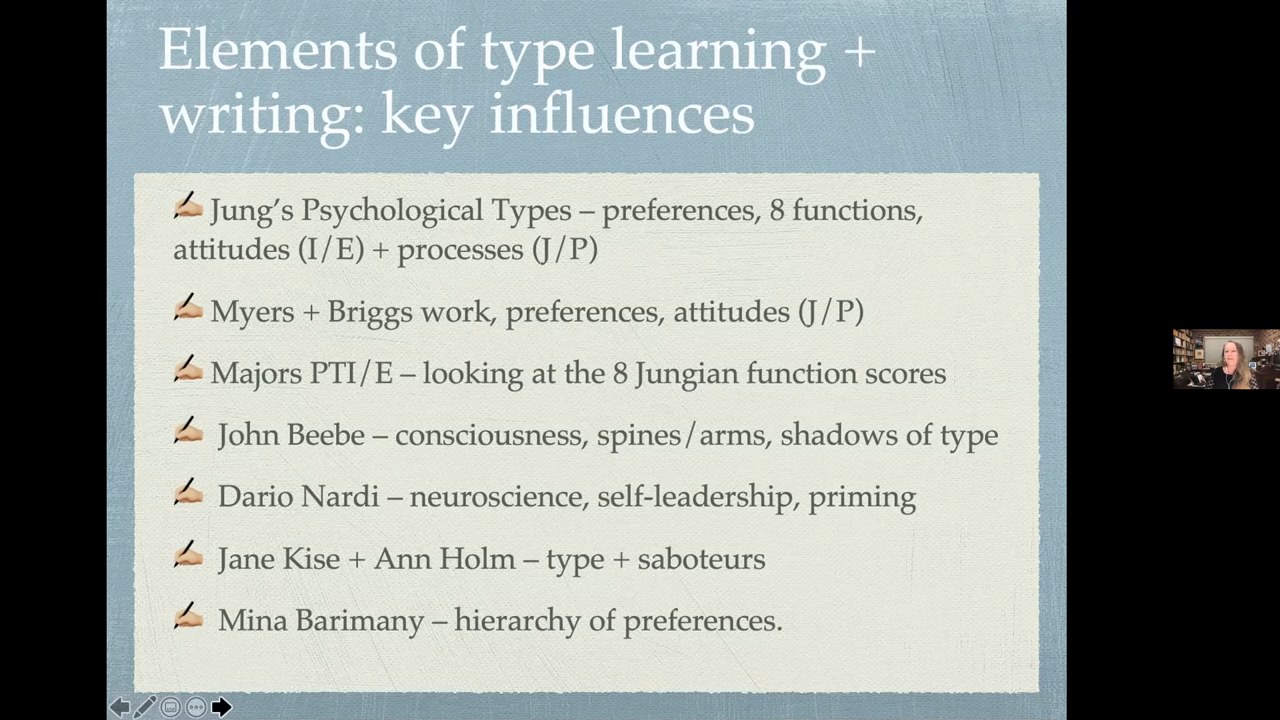 Elements of type learning +
writing: key influences
Jung’s Psychological Types – preferences, 8 functions,
attitudes (I/E) + processes (J/P)
Myers + Briggs work, preferences, attitudes (J/P)
Majors PTI/E – looking at the 8 Jungian function scores
John Beebe – consciousness, spines/arms, shadows of type
Dario Nardi – neuroscience, self-leadership, priming
Jane Kise + Ann Holm – type + saboteurs
Mina Barimany – hierarchy of preferences.